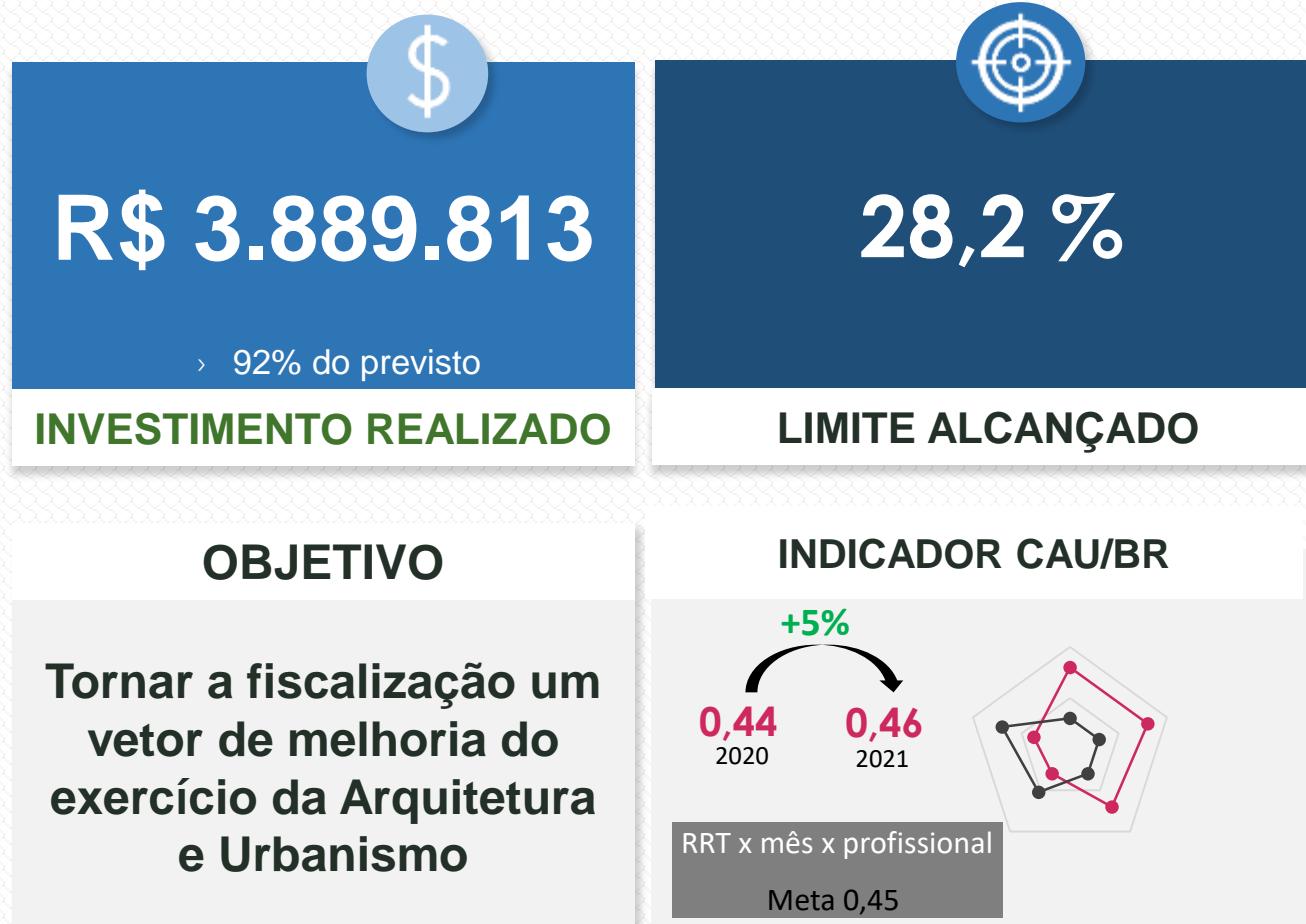 $
R$ 3.889.813
› 92% do previsto
INVESTIMENTO REALIZADO
28,2 %
LIMITE ALCANÇADO
OBJETIVO
Tornar a fiscalização um
vetor de melhoria do
exercício da Arquitetura
e Urbanismo
INDICADOR CAU/BR
+5%
0,44 0,46
2020 2021
RRT x mês x profissional
Meta 0,45